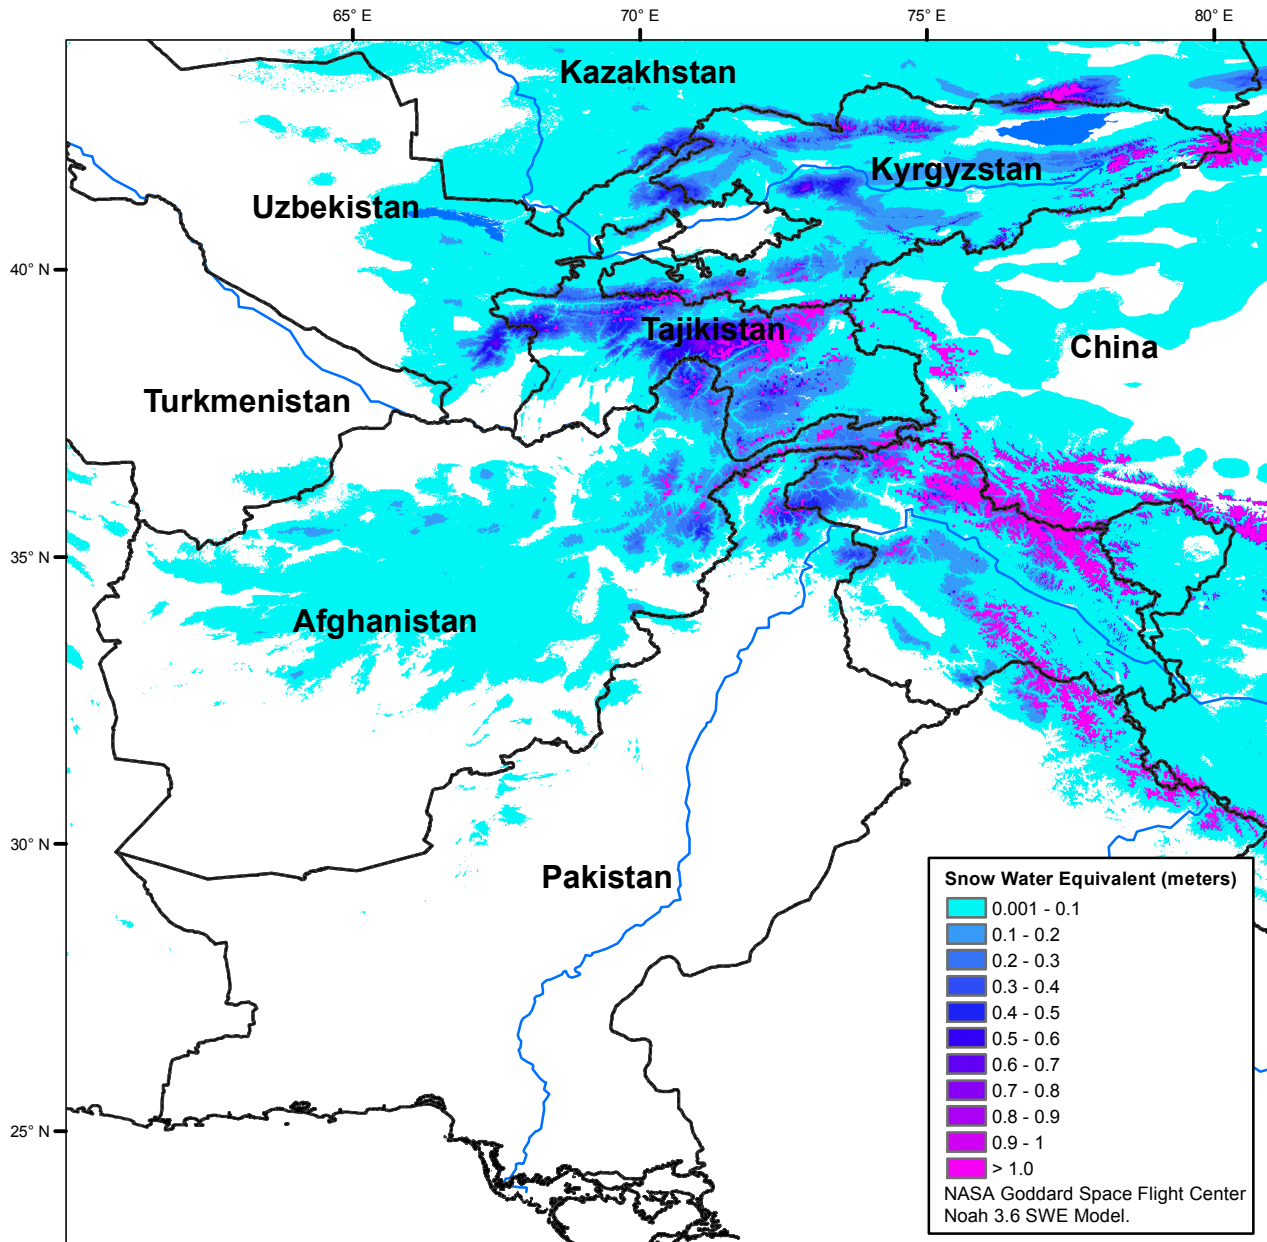 65° E
70° E
75° E
80° E
Kazakhstan
Kyrgyzstan
Uzbekistan
40° N
Tajikistan
China
Turkmenistan
35° N
Afghanistan
30° N
Pakistan
25° N
Snow Water Equivalent (meters)
0.001 - 0.1
0.1 - 0.2
0.2 - 0.3
0.3 - 0.4
0.4 - 0.5
0.5 - 0.6
0.6 - 0.7
0.7 - 0.8
0.8 - 0.9
0.9 - 1
> 1.0
NASA Goddard Space Flight Center
Noah 3.6 SWE Model.